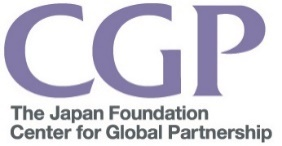 CGP
The Japan Foundation
Center for Global Partnership